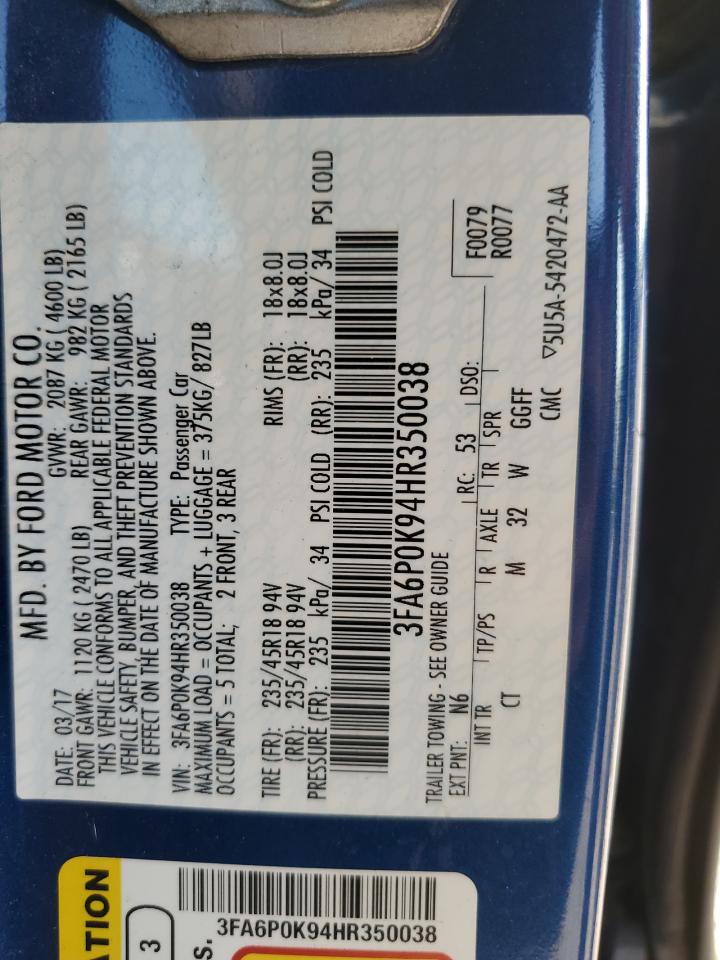 MFD. BY FORD MOTOR CO.
DATE: 03/17 GVWR: 2087 KG ( 4600 LB)
FRONT GAWR: 1120 KG ( 2470 LB) REAR GAWR: 982 KG ( 2165 LB)
THIS VEHICLE CONFORMS TO ALL APPLICABLE FEDERAL MOTOR
VEHICLE SAFETY, BUMPER, AND THEFT PREVENTION STANDARDS
IN EFFECT ON THE DATE OF MANUFACTURE SHOWN ABOVE.
VIN: 3FA6P0K94HR350038 TYPE: Passenger Car
MAXIMUM LOAD = OCCUPANTS + LUGGAGE = 375KG/ 827LB
OCCUPANTS = 5 TOTAL; 2 FRONT, 3 REAR
TIRE (FR): 235/45R18 94V RIMS (FR): 18x8.0J
(RR): 235/45R18 94V (RR): 18x8.0J
PRESSURE (FR): 235 kPa/ 34 PSI COLD (RR): 235 kPa/ 34 PSI COLD
3FA6P0K94HR350038
TRAILER TOWING - SEE OWNER GUIDE
EXT PNT: N6 RC: 53 DSO: F0079
R0077
INT TR TP/PS R AXLE TR SPR
CT M 32 W GGFF
CMC ▽5U5A-5420472-AA
ATION
3
s.
3FA6P0K94HR350038